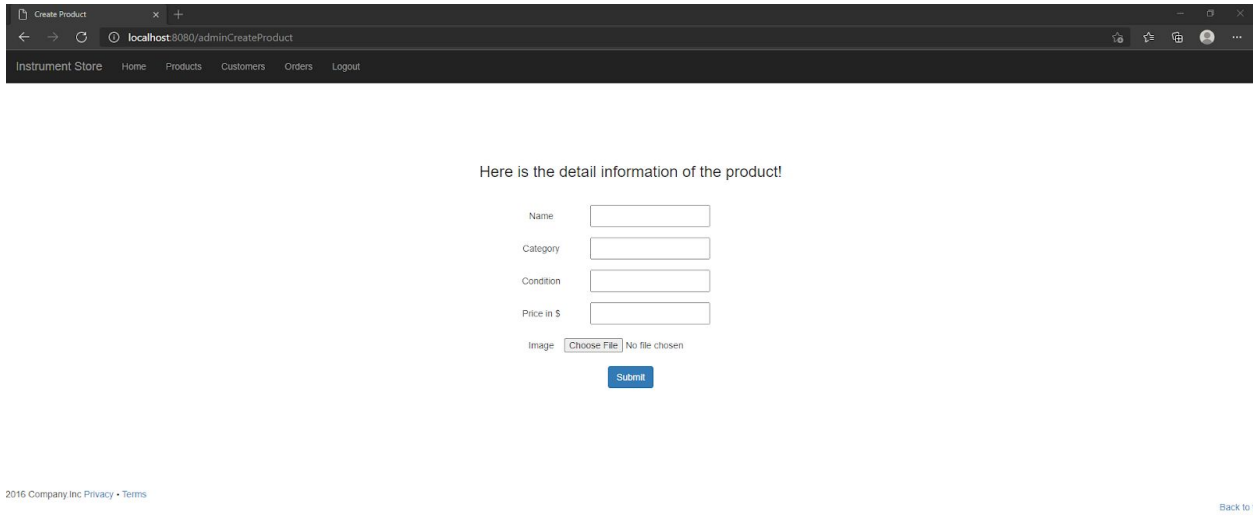 Create Product
localhost:8080/adminCreateProduct
Instrument Store Home Products Customers Orders Logout
Here is the detail information of the product!
Name
Category
Condition
Price in $
Image Choose File No file chosen
Submit
2016 Company.Inc Privacy • Terms
Back to